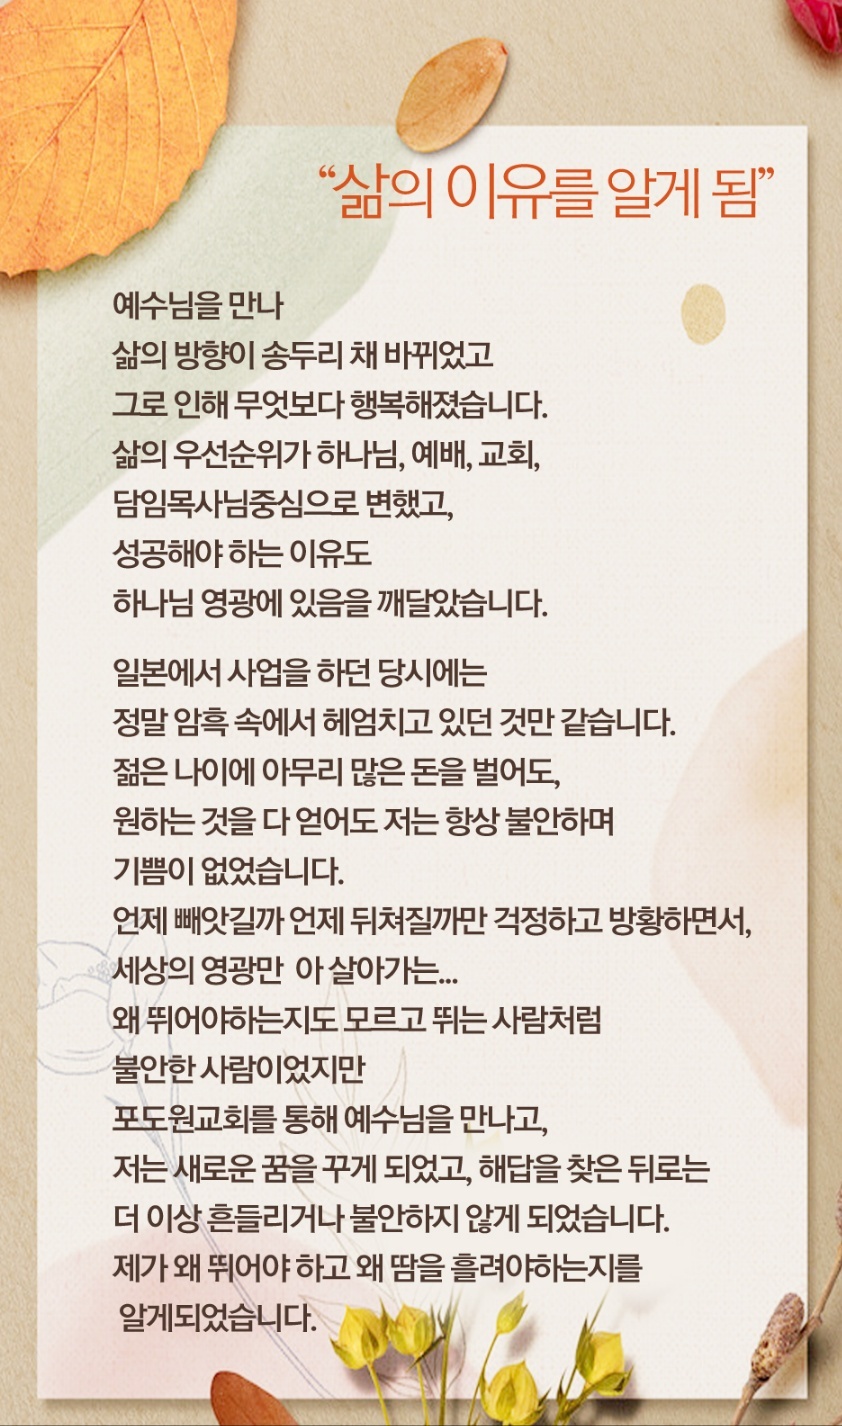 “삶의 이유를 알게 됨”
예수님을 만나
삶의 방향이 송두리 채 바뀌었고
그로 인해 무엇보다 행복해졌습니다.
삶의 우선순위가 하나님, 예배, 교회,
담임목사님중심으로 변했고,
성공해야 하는 이유도
하나님 영광에 있음을 깨달았습니다.
일본에서 사업을 하던 당시에는
정말 암흑 속에서 헤엄치고 있던 것만 같습니다.
젊은 나이에 아무리 많은 돈을 벌어도,
원하는 것을 다 얻어도 저는 항상 불안하며
기쁨이 없었습니다.
언제 빼앗길까 언제 뒤쳐질까만 걱정하고 방황하면서,
세상의 영광만 아 살아가는...
왜 뛰어야하는지도 모르고 뛰는 사람처럼
불안한 사람이었지만
포도원교회를 통해 예수님을 만나고,
저는 새로운 꿈을 꾸게 되었고, 해답을 찾은 뒤로는
더 이상 흔들리거나 불안하지 않게 되었습니다.
제가 왜 뛰어야 하고 왜 땀을 흘려야하는지를
알게되었습니다.